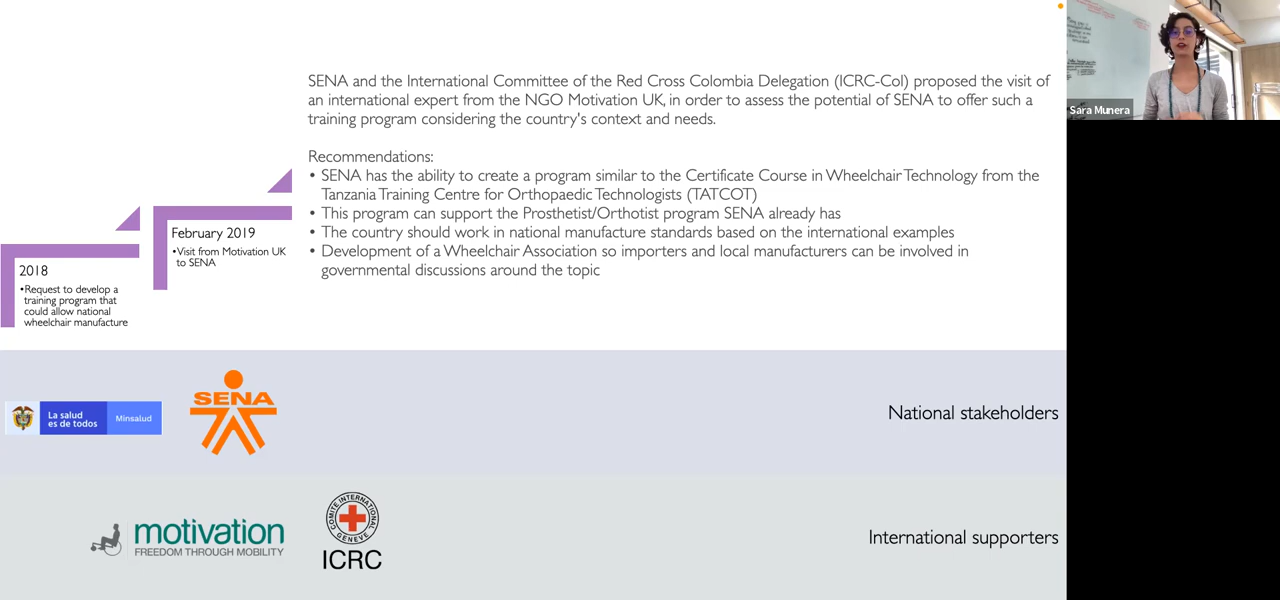 SENA and the International Committee of the Red Cross Colombia Delegation (ICRC-Col) proposed the visit of
an international expert from the NGO Motivation UK, in order to assess the potential of SENA to offer such a
training program considering the country's context and needs.
Recommendations:
• SENA has the ability to create a program similar to the Certificate Course in Wheelchair Technology from the
Tanzania Training Centre for Orthopaedic Technologists (TATCOT)
• This program can support the Prosthetist/Orthotist program SENA already has
• The country should work in national manufacture standards based on the international examples
• Development of a Wheelchair Association so importers and local manufacturers can be involved in
governmental discussions around the topic
2018
•Request to develop a
training program that
could allow national
wheelchair manufacture
February 2019
•Visit from Motivation UK
to SENA
La salud
es de todos
Minsalud
SENA
National stakeholders
motivation
FREEDOM THROUGH MOBILITY
COMITE INTERNATIONAL
GENEVE
ICRC
International supporters
Sara Munera